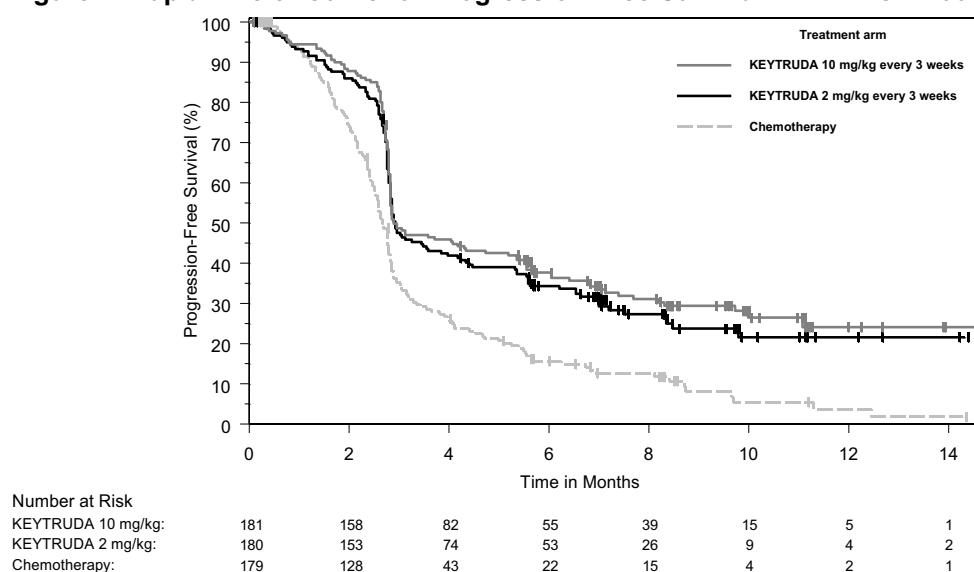 Treatment arm
KEYTRUDA 10 mg/kg every 3 weeks
KEYTRUDA 2 mg/kg every 3 weeks
Chemotherapy
Progression-Free Survival (%)
100
90
80
70
60
50
40
30
20
10
0
0 2 4 6 8 10 12 14
Time in Months
Number at Risk
KEYTRUDA 10 mg/kg: 181 158 82 55 39 15 5 1
KEYTRUDA 2 mg/kg: 180 153 74 53 26 9 4 2
Chemotherapy: 179 128 43 22 15 4 2 1